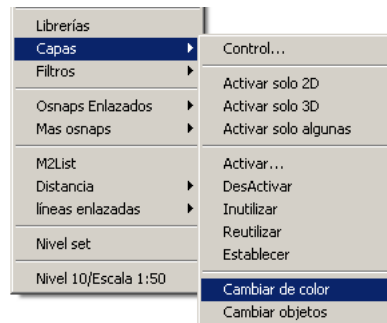 Librerías
Capas
Filtros
Osnaps Enlazados
Mas osnaps
M2List
Distancia
líneas enlazadas
Nivel set
Nivel 10/Escala 1:50
Control...
Activar solo 2D
Activar solo 3D
Activar solo algunas
Activar...
DesActivar
Inutilizar
Reutilizar
Establecer
Cambiar de color
Cambiar objetos